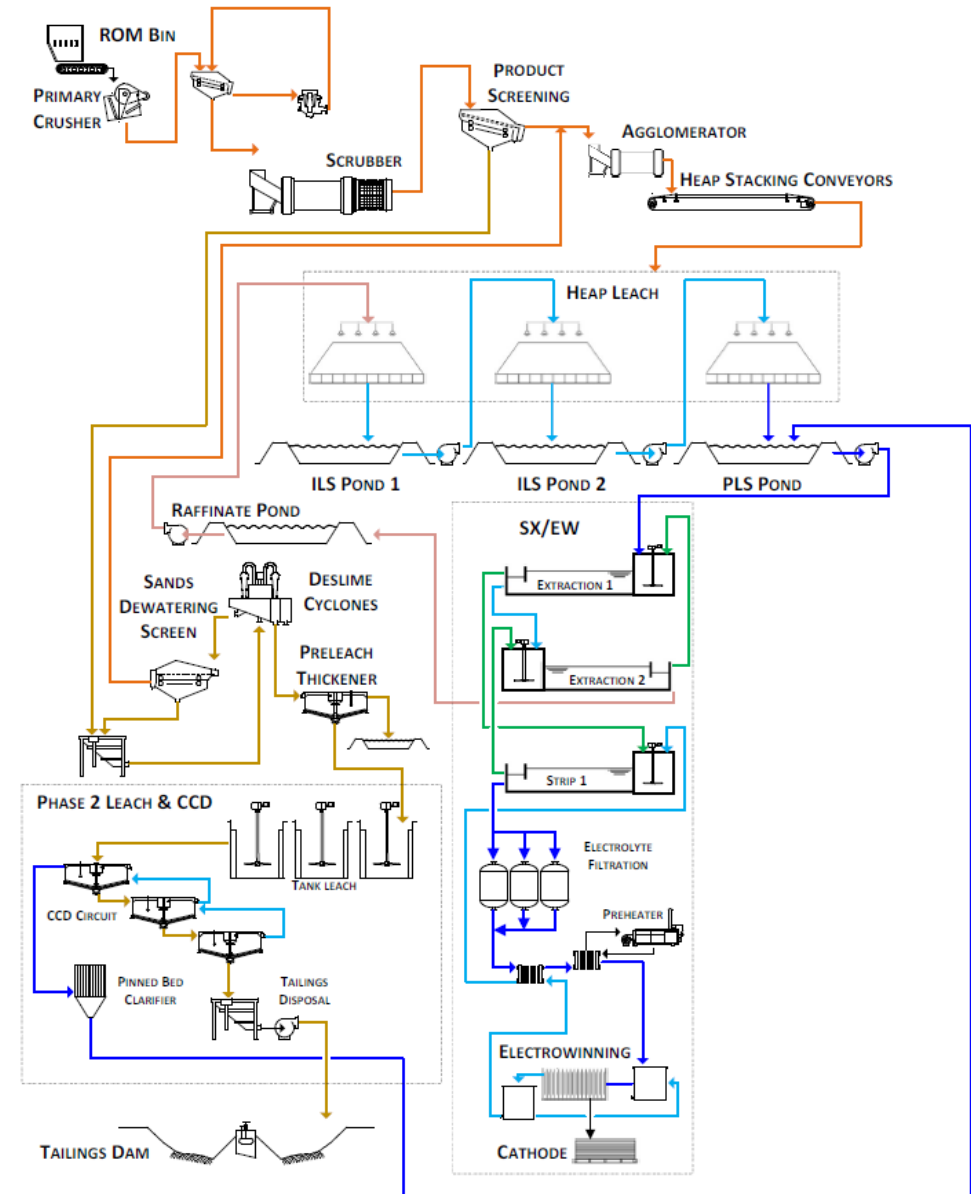 ROM BIN
PRIMARY
CRUSHER
PRODUCT
SCREENING
SCRUBBER
AGGLOMERATOR
HEAP STACKING CONVEYORS
HEAP LEACH
ILS POND 1
ILS POND 2
PLS POND
RAFFINATE POND
SX/EW
SANDS
DEWATERING
SCREEN
DESLIME
CYCLONES
EXTRACTION 1
PRELEACH
THICKENER
EXTRACTION 2
STRIP 1
PHASE 2 LEACH & CCD
TANK LEACH
CCD CIRCUIT
ELECTROLYTE
FILTRATION
PREHEATER
PINNED BED
CLARIFIER
TAILINGS
DISPOSAL
ELECTROWINNING
TAILINGS DAM
CATHODE